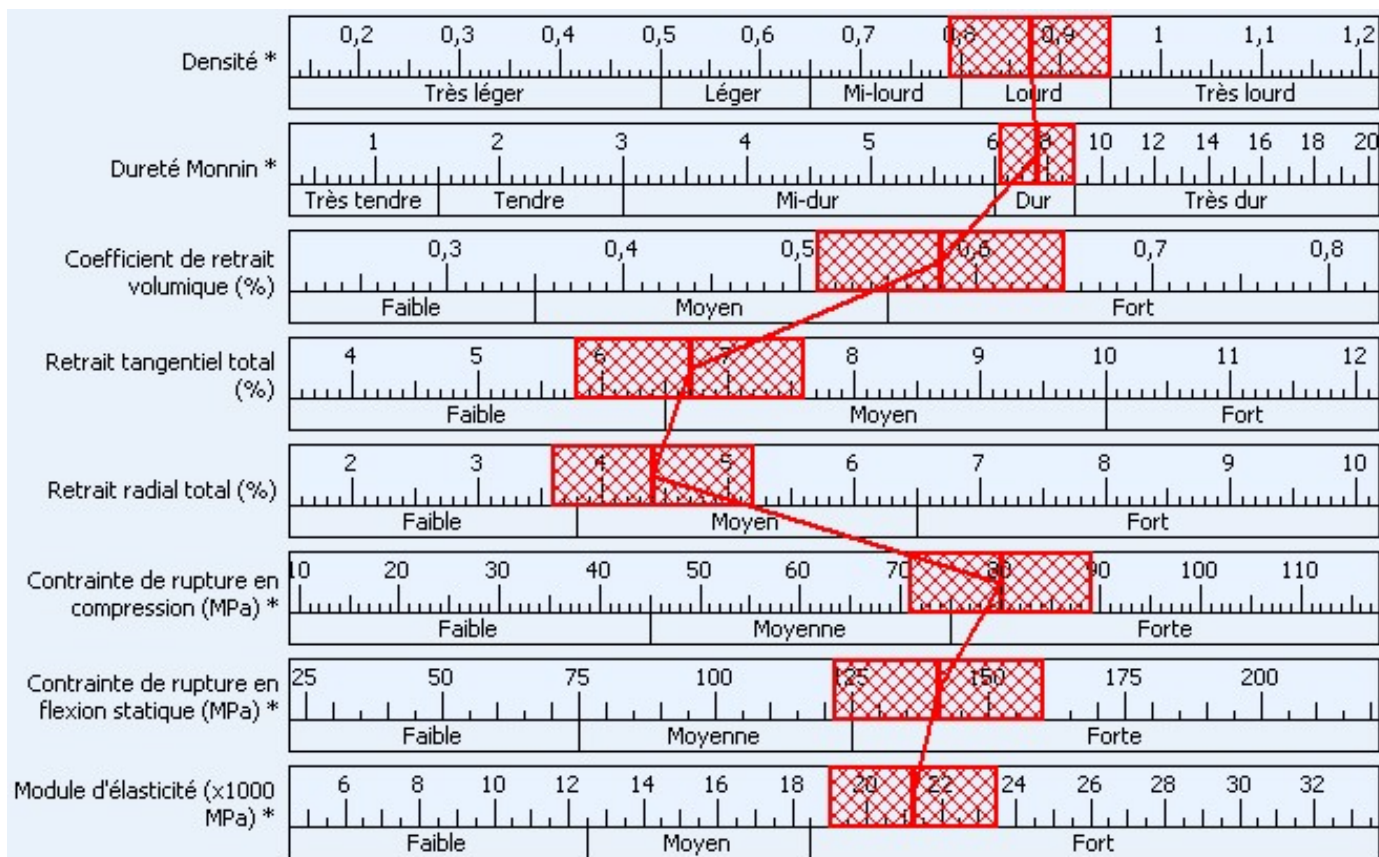 0,2 0,3 0,4 0,5 0,6 0,7 0,8 0,9 1 1,1 1,2
Densité *
Très léger Léger Mi-lourd Lourd Très lourd
1 2 3 4 5 6 8 10 12 14 16 18 20
Dureté Monnin *
Très tendre Tendre Mi-dur Dur Très dur
0,3 0,4 0,5 0,6 0,7 0,8
Coefficient de retrait
volumique (%)
Faible Moyen Fort
4 5 6 7 8 9 10 11 12
Retrait tangentiel total
(%)
Faible Moyen Fort
2 3 4 5 6 7 8 9 10
Retrait radial total (%)
Faible Moyen Fort
10 20 30 40 50 60 70 80 90 100 110
Contrainte de rupture en
compression (MPa) *
Faible Moyenne Forte
25 50 75 100 125 150 175 200
Contrainte de rupture en
flexion statique (MPa) *
Faible Moyenne Forte
6 8 10 12 14 16 18 20 22 24 26 28 30 32
Module d'élasticité (x1000
MPa) *
Faible Moyen Fort